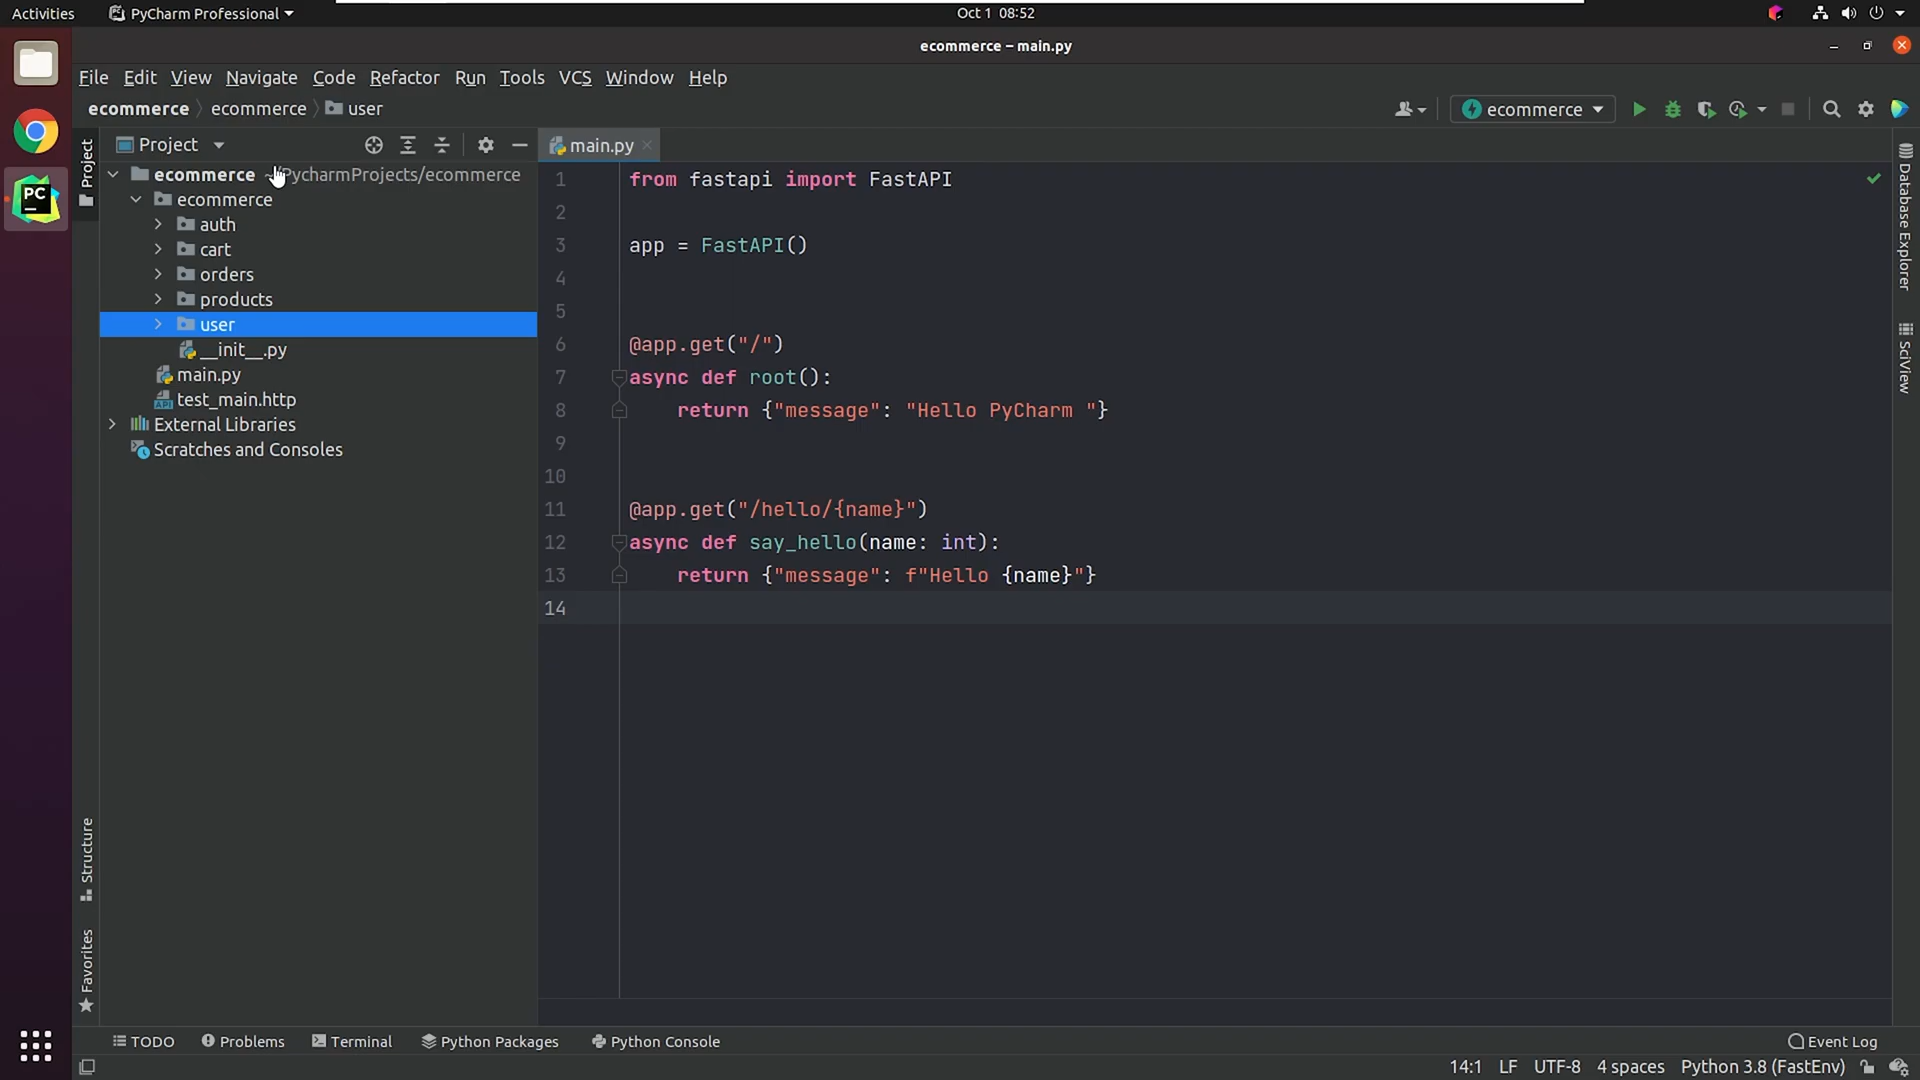 Activities PyCharm Professional Oct 1 08:52
ecommerce – main.py
File Edit View Navigate Code Refactor Run Tools VCS Window Help
ecommerce ecommerce user ecommerce
Project main.py
Project
ecommerce ~/PycharmProjects/ecommerce
ecommerce
auth
cart
orders
products
user
__init__.py
main.py
test_main.http
API
External Libraries
Scratches and Consoles
PC
1 from fastapi import FastAPI
2
3 app = FastAPI()
4
5
6 @app.get("/")
7 async def root():
8 return {"message": "Hello PyCharm "}
9
10
11 @app.get("/hello/{name}")
12 async def say_hello(name: int):
13 return {"message": f"Hello {name}"}
14
Database Explorer
SciView
Structure
Favorites
TODO Problems Terminal Python Packages Python Console Event Log
14:1 LF UTF-8 4 spaces Python 3.8 (FastEnv)